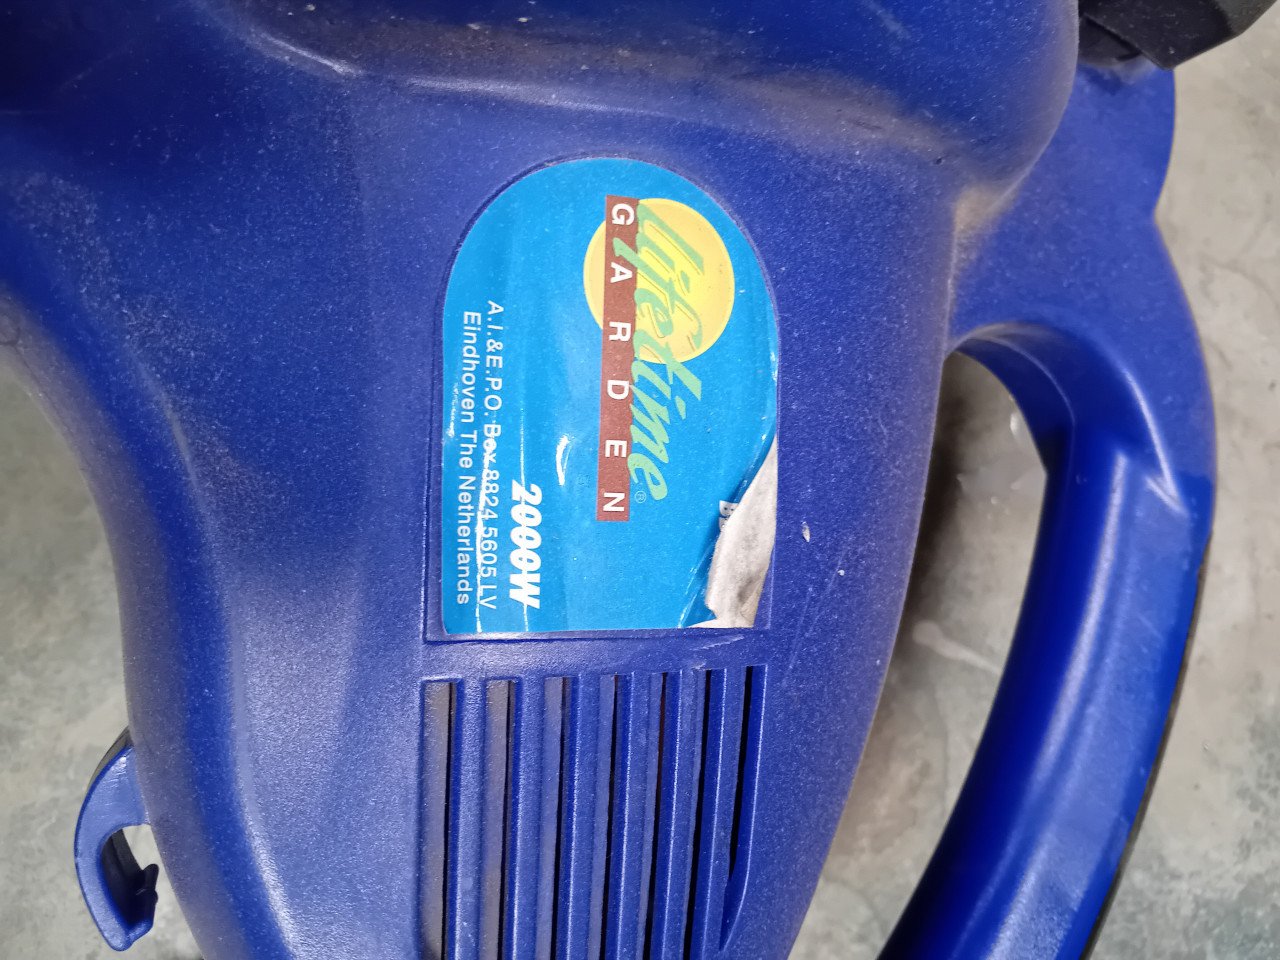 lifetime®
GARDEN
2000W
A.I.&E.P.O. Box 8824 5605 LV
Eindhoven The Netherlands